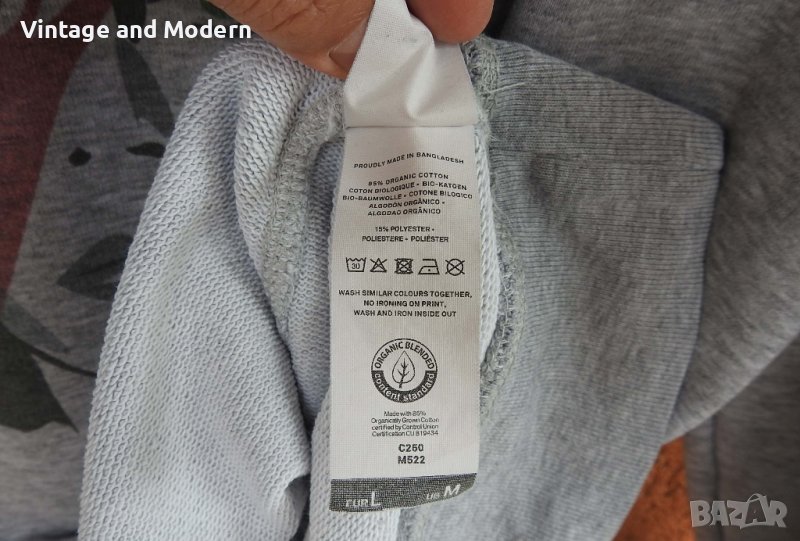 Vintage and Modern
PROUDLY MADE IN BANGLADESH
85% ORGANIC COTTON
COTON BIOLOGIQUE • BIO-KATOEN
BIO-BAUMWOLLE • COTONE BILOGICO
ALGODÓN ORGÁNICO •
ALGODAO ORGÂNICO
15% POLYESTER •
POLIESTERE • POLIÉSTER
30
WASH SIMILAR COLOURS TOGETHER,
NO IRONING ON PRINT,
WASH AND IRON INSIDE OUT
ORGANIC BLENDED
content standard
Made with 85%
Organically Grown Cotton
certified by Control Union
Certification CU 819434
C250
M522
EUR L US M
BAZAR